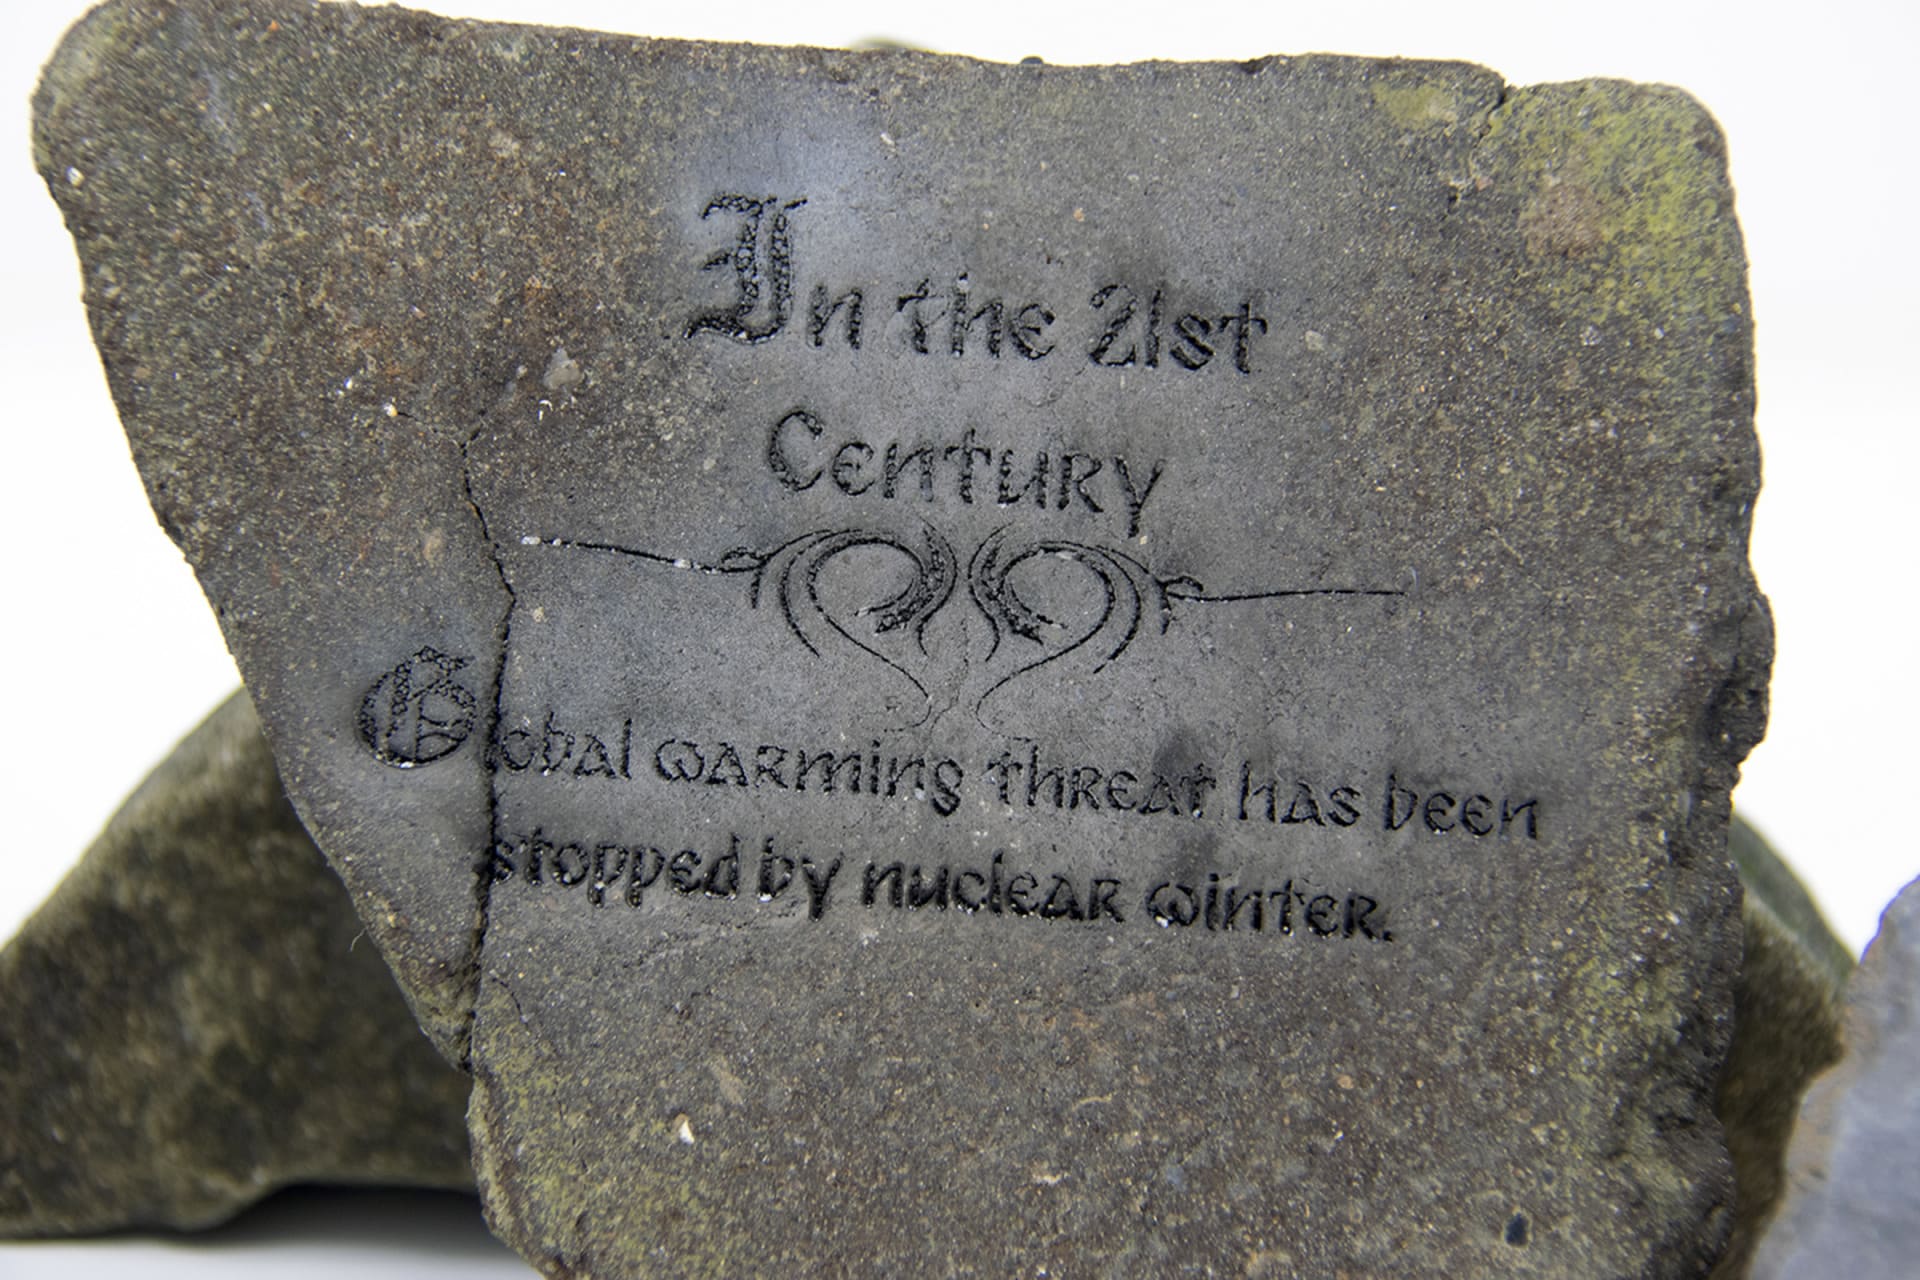 In the 21st
Century
Global warming threat has been
stopped by nuclear winter.